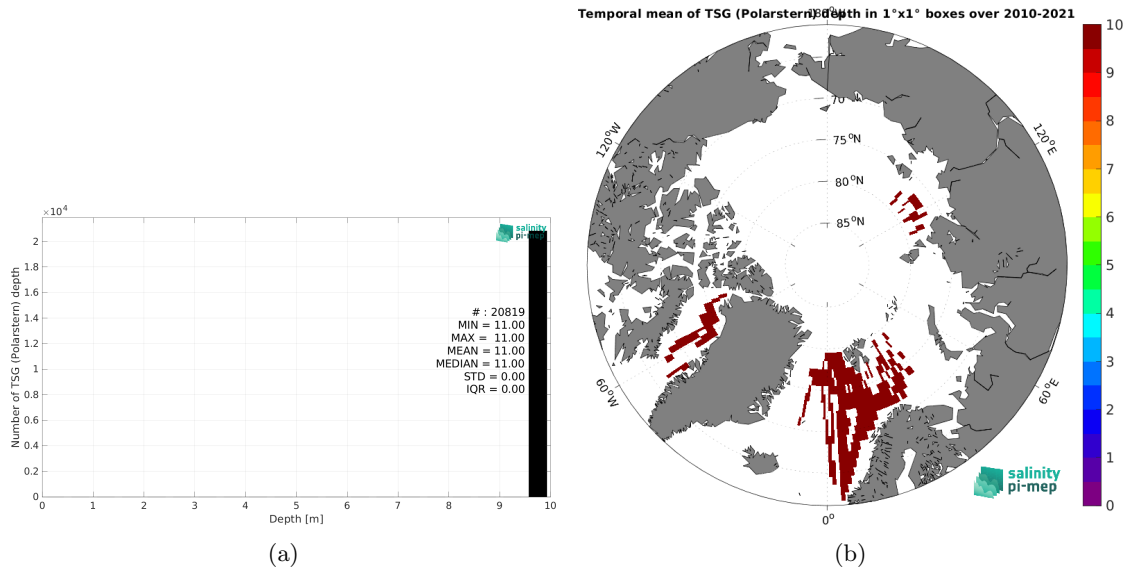 ×10⁴
2
1.8
1.6
1.4
1.2
1
0.8
0.6
0.4
0.2
0
Number of TSG (Polarstern) depth
salinity
pi-mep
# : 20819
MIN = 11.00
MAX = 11.00
MEAN = 11.00
MEDIAN = 11.00
STD = 0.00
IQR = 0.00
0 1 2 3 4 5 6 7 8 9 10
Depth [m]
(a)
Temporal mean of TSG (Polarstern) depth in 1°x1° boxes over 2010-2021
180°W
120°W
120°E
70
75°N
80°N
85°N
60°W
60°E
0°
salinity
pi-mep
10
9
8
7
6
5
4
3
2
1
0
(b)